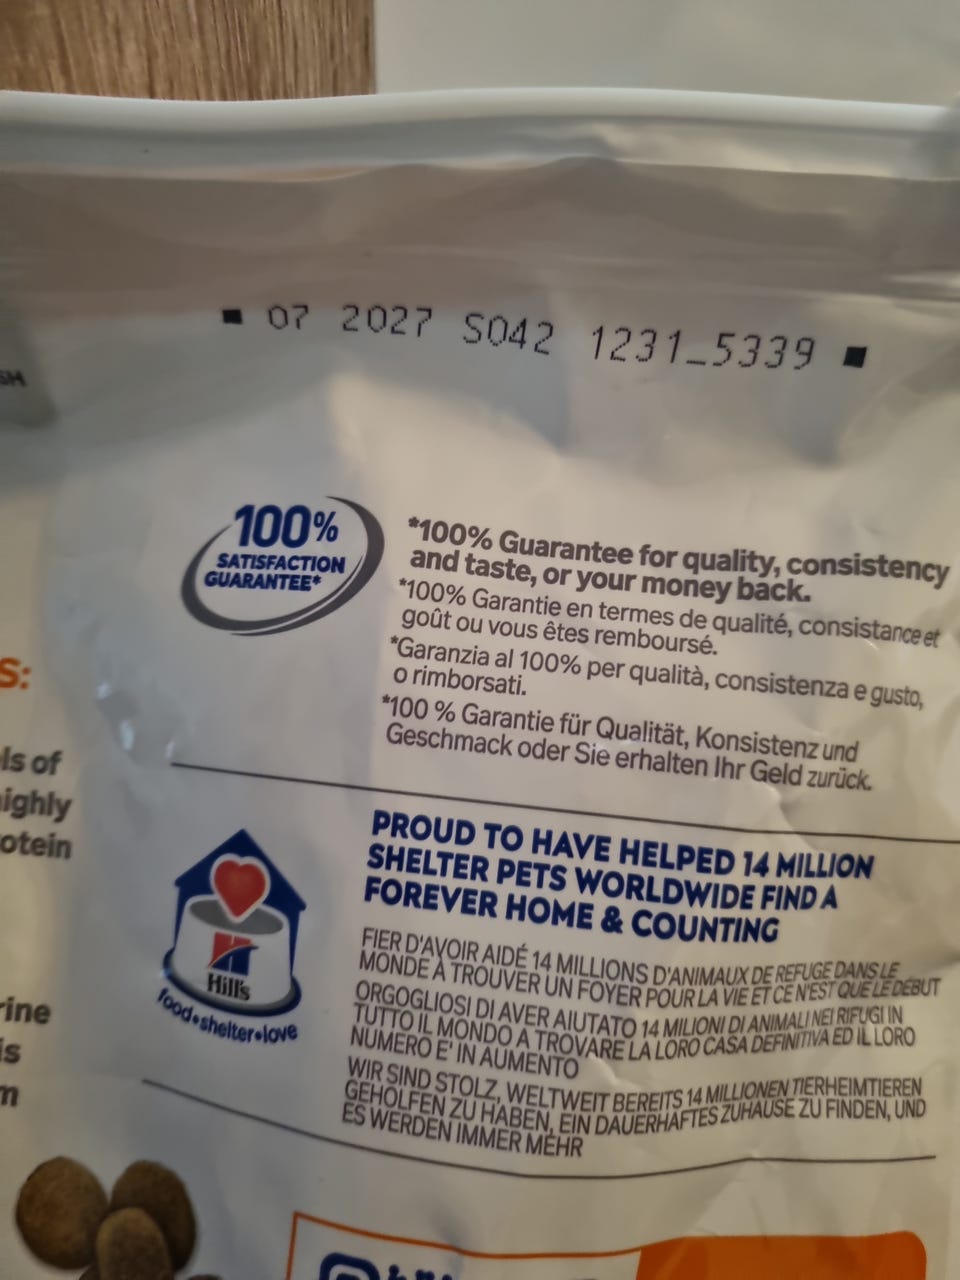 SH
07 2027 S042 1231_5339
100%
SATISFACTION
GUARANTEE*
*100% Guarantee for quality, consistency
and taste, or your money back.
*100% Garantie en termes de qualité, consistance et
goût ou vous êtes remboursé.
*Garanzia al 100% per qualità, consistenza e gusto,
o rimborsati.
*100 % Garantie für Qualität, Konsistenz und
Geschmack oder Sie erhalten Ihr Geld zurück.
S:
ls of
ighly
otein
rine
is
m
Hill's
food•shelter•love
PROUD TO HAVE HELPED 14 MILLION
SHELTER PETS WORLDWIDE FIND A
FOREVER HOME & COUNTING
FIER D'AVOIR AIDÉ 14 MILLIONS D'ANIMAUX DE REFUGE DANS LE
MONDE À TROUVER UN FOYER POUR LA VIE ET CE N'EST QUE LE DÉBUT
ORGOGLIOSI DI AVER AIUTATO 14 MILIONI DI ANIMALI NEI RIFUGI IN
TUTTO IL MONDO A TROVARE LA LORO CASA DEFINITIVA ED IL LORO
NUMERO E' IN AUMENTO
WIR SIND STOLZ, WELTWEIT BEREITS 14 MILLIONEN TIERHEIMTIEREN
GEHOLFEN ZU HABEN, EIN DAUERHAFTES ZUHAUSE ZU FINDEN, UND
ES WERDEN IMMER MEHR